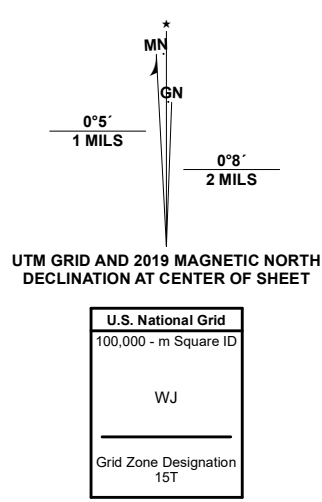 ★
MN
GN
0°5´
1 MILS
0°8´
2 MILS
UTM GRID AND 2019 MAGNETIC NORTH
DECLINATION AT CENTER OF SHEET
U.S. National Grid
100,000 - m Square ID
WJ
Grid Zone Designation
15T